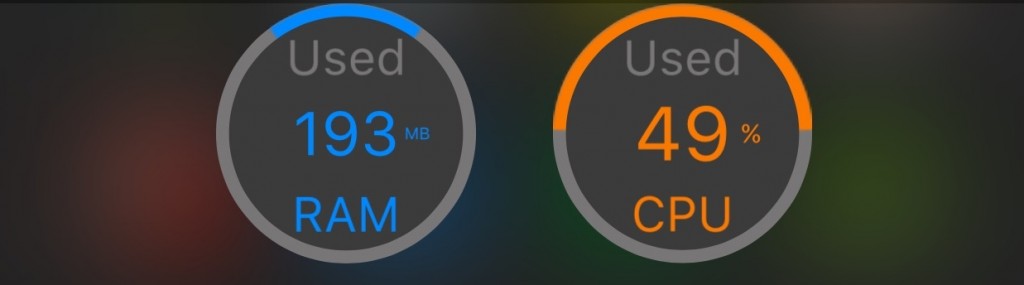 Used
193 MB
RAM
Used
49 %
CPU